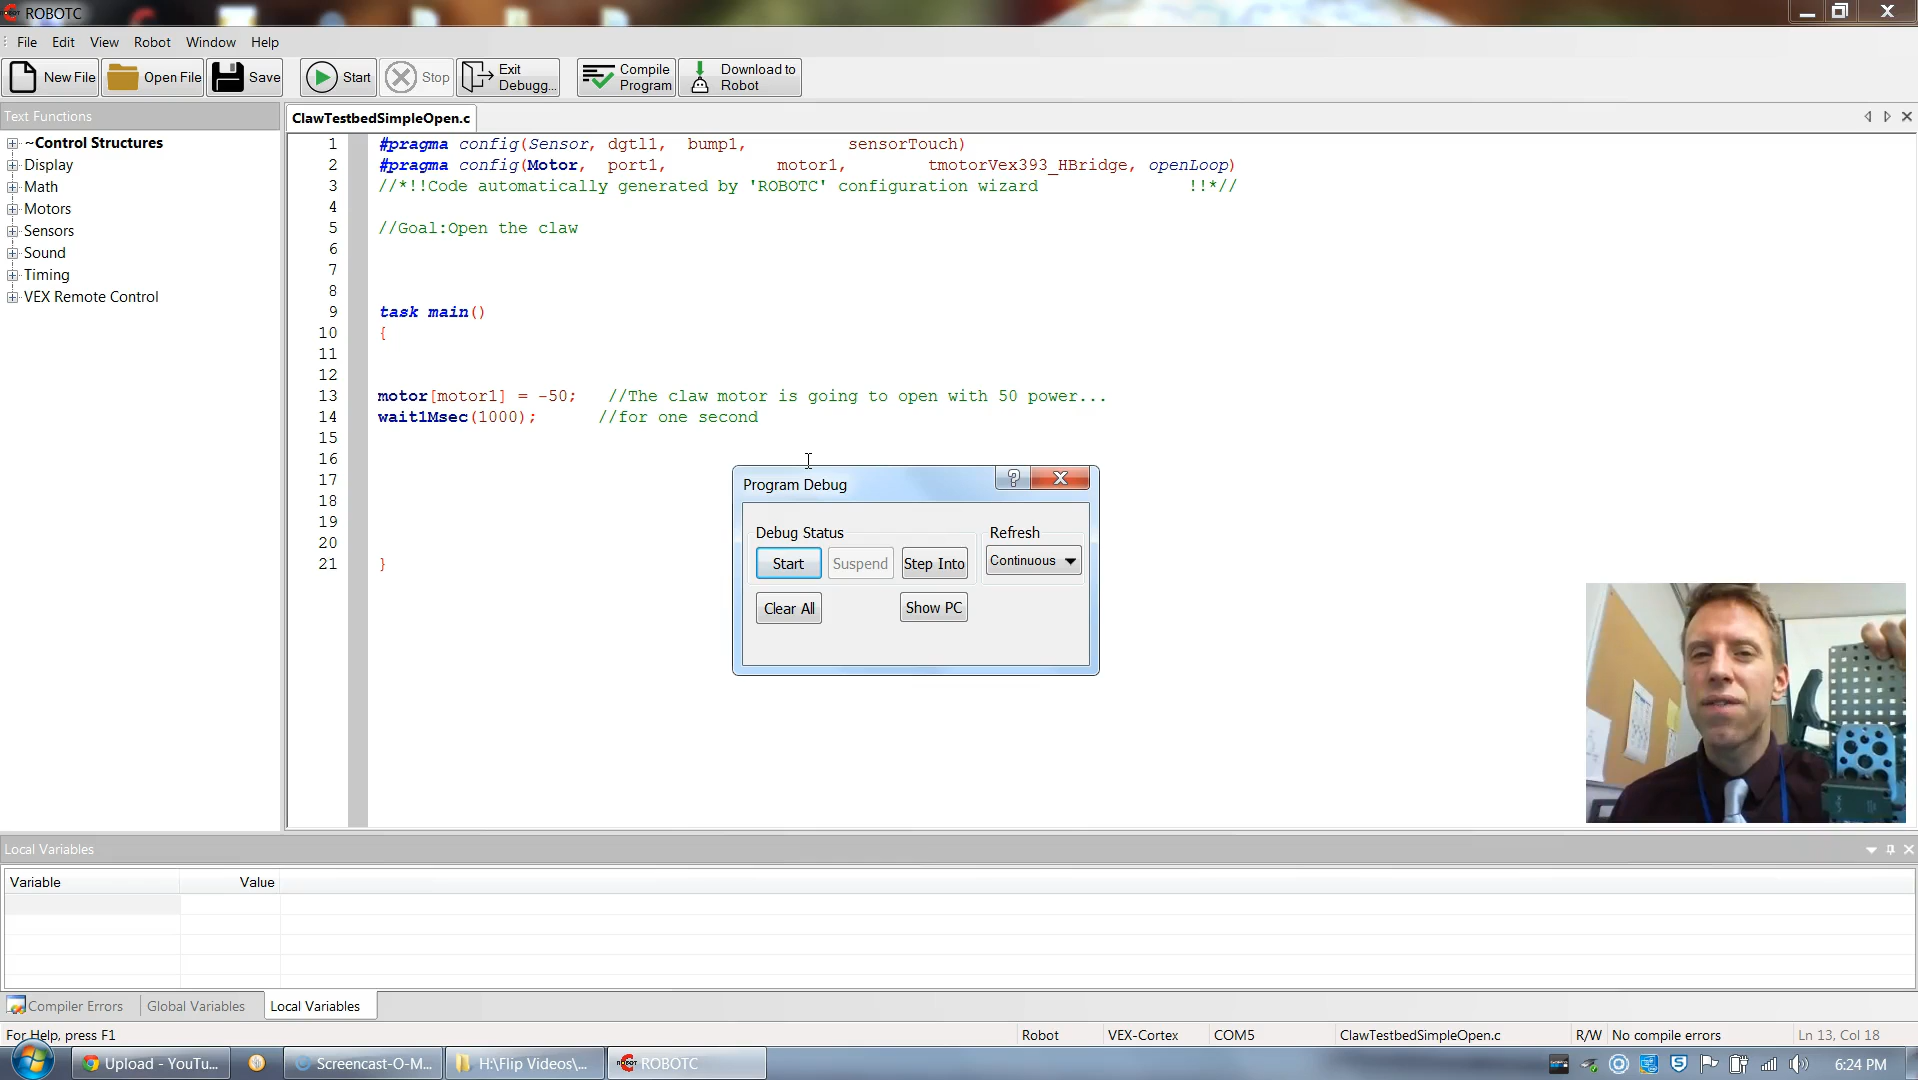 ROBOTC
File Edit View Robot Window Help
New File Open File Save Start Stop Exit Debugg... Compile Program Download to Robot
Text Functions
~Control Structures
Display
Math
Motors
Sensors
Sound
Timing
VEX Remote Control
ClawTestbedSimpleOpen.c
1 #pragma config(Sensor, dgtl1, bump1, sensorTouch)
2 #pragma config(Motor, port1, motor1, tmotorVex393_HBridge, openLoop)
3 //*!!Code automatically generated by 'ROBOTC' configuration wizard !!*//
4
5 //Goal:Open the claw
6
7
8
9 task main()
10 {
11
12
13 motor[motor1] = -50; //The claw motor is going to open with 50 power...
14 wait1Msec(1000); //for one second
15
16
17
18
19
20
21 }
Program Debug
Debug Status Refresh
Start Suspend Step Into Continuous
Clear All Show PC
Local Variables
Variable Value
Compiler Errors Global Variables Local Variables
For Help, press F1 Robot VEX-Cortex COM5 ClawTestbedSimpleOpen.c R/W No compile errors Ln 13, Col 18
Upload - YouTu... Screencast-O-M... H:\Flip Videos\... ROBOTC 6:24 PM